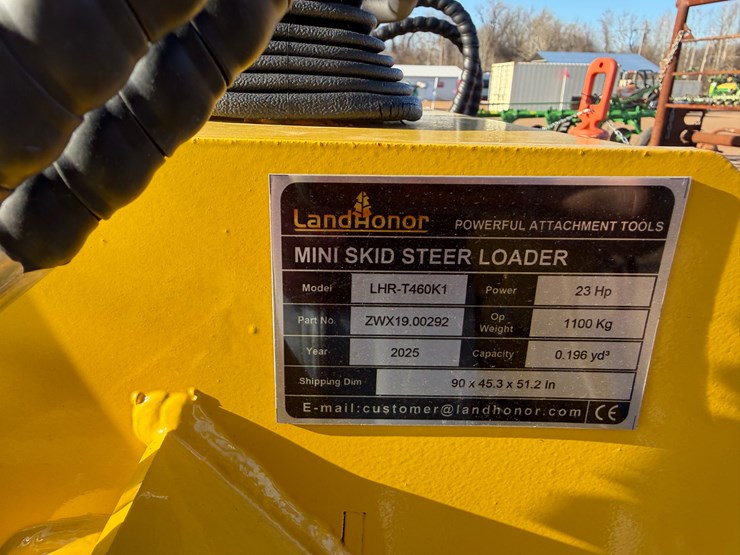 LandHonor POWERFUL ATTACHMENT TOOLS
MINI SKID STEER LOADER
Model LHR-T460K1 Power 23 Hp
Part No. ZWX19.00292 Op Weight 1100 Kg
Year 2025 Capacity 0.196 yd³
Shipping Dim 90 x 45.3 x 51.2 In
E-mail:customer@landhonor.com CE